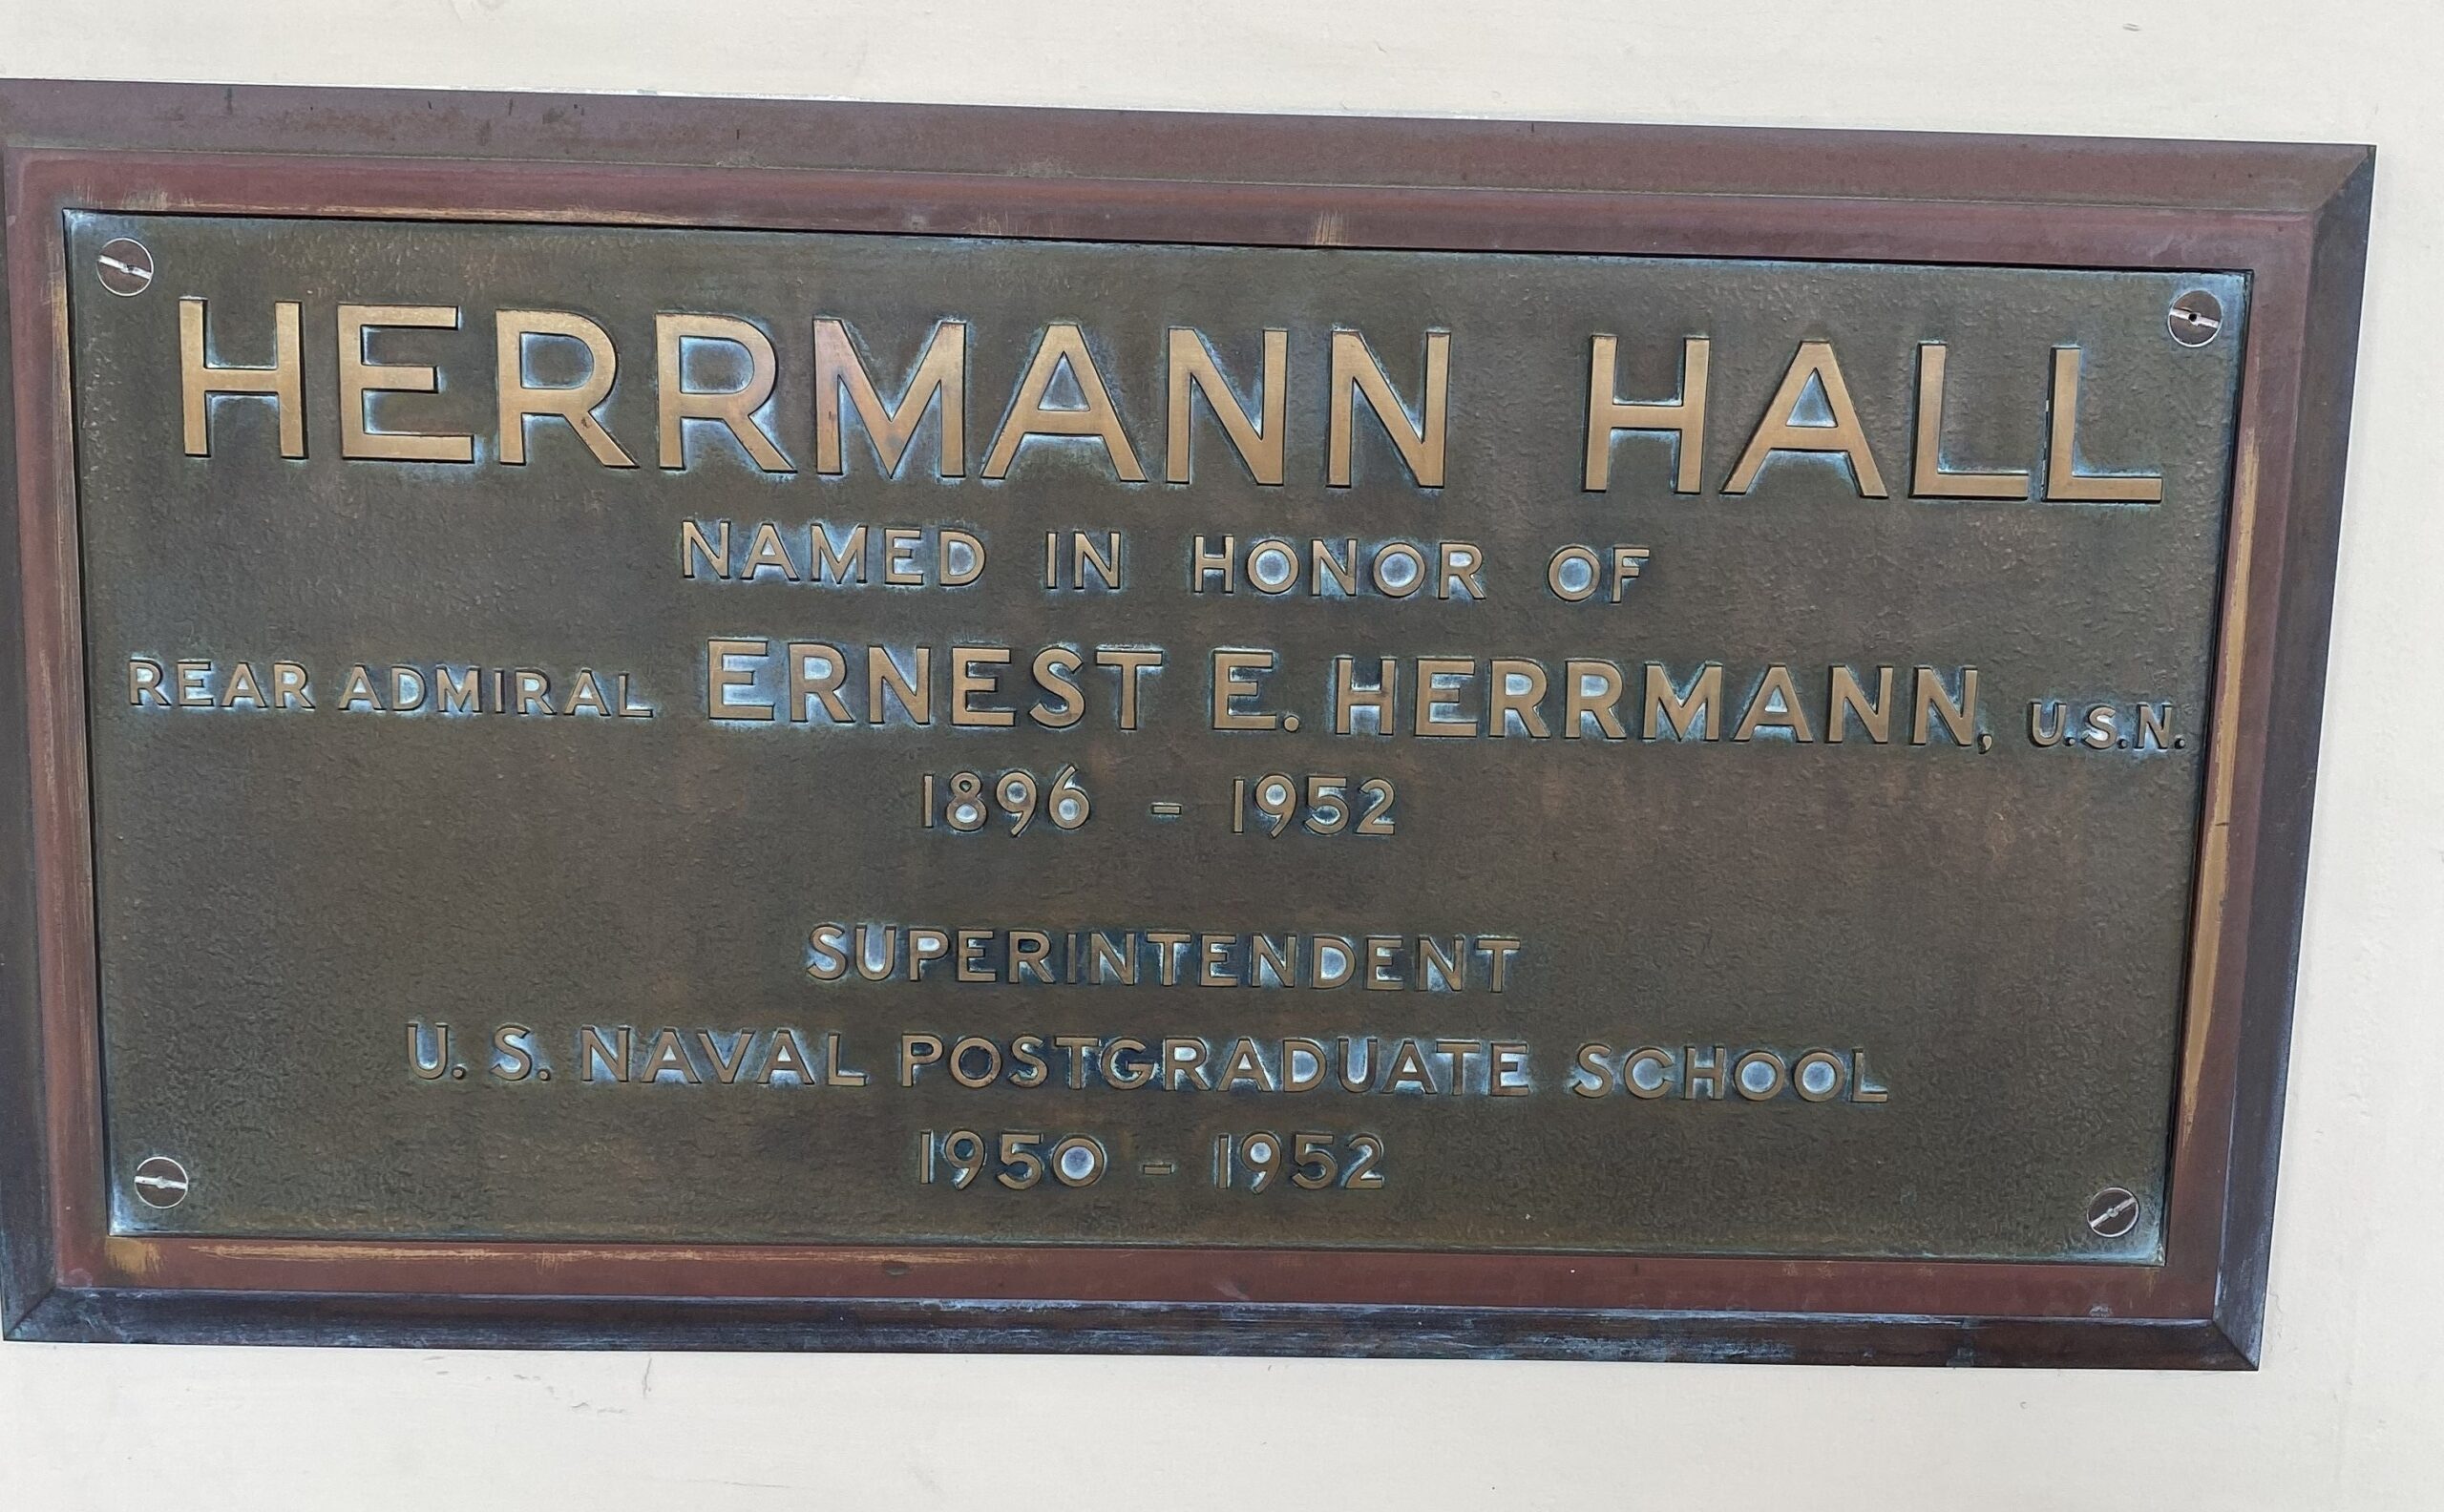 HERRMANN HALL
NAMED IN HONOR OF
REAR ADMIRAL ERNEST E. HERRMANN, U.S.N.
1896 - 1952
SUPERINTENDENT
U. S. NAVAL POSTGRADUATE SCHOOL
1950 - 1952